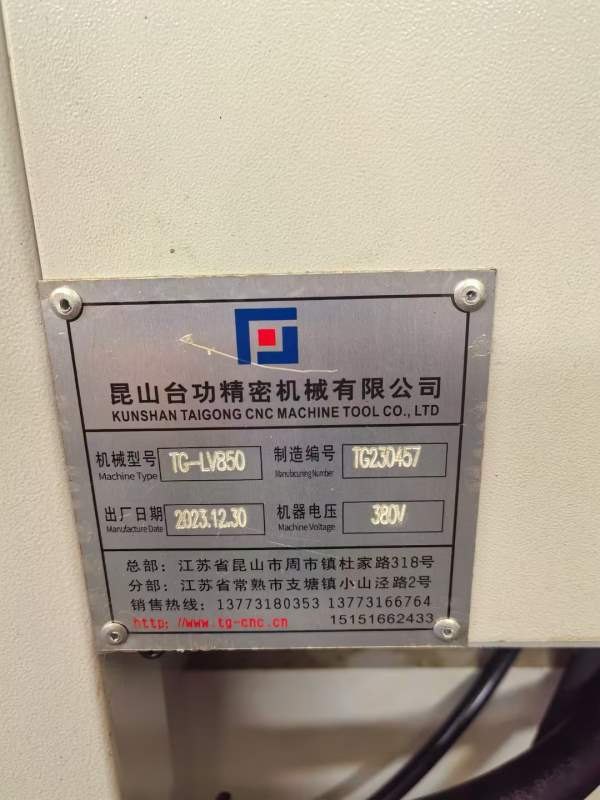 昆山台功精密机械有限公司
KUNSHAN TAIGONG CNC MACHINE TOOL CO., LTD
机械型号 TG-LV850 制造编号 TG230457
Machine Type Manufacturing Number
出厂日期 2023.12.30 机器电压 380V
Manufacture Date Machine Voltage
总部：江苏省昆山市周市镇杜家路318号
分部：江苏省常熟市支塘镇小山泾路2号
销售热线：13773180353 13773166764
http://www.tg-cnc.cn 15151662433